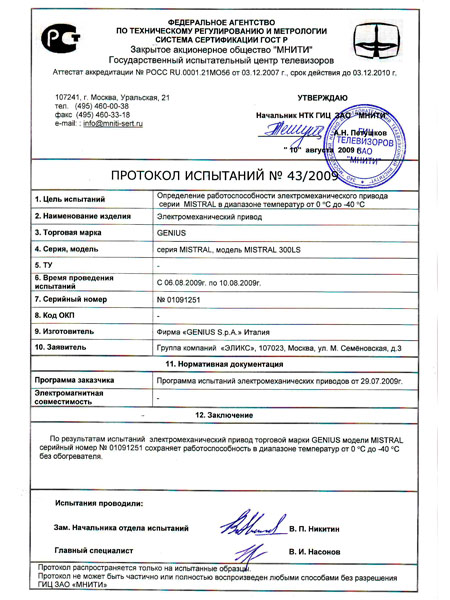 ФЕДЕРАЛЬНОЕ АГЕНТСТВО
ПО ТЕХНИЧЕСКОМУ РЕГУЛИРОВАНИЮ И МЕТРОЛОГИИ
СИСТЕМА СЕРТИФИКАЦИИ ГОСТ Р
Закрытое акционерное общество "МНИТИ"
Государственный испытательный центр телевизоров
Аттестат аккредитации № РОСС RU.0001.21МО56 от 03.12.2007 г., срок действия до 03.12.2010 г.
107241, г. Москва, Уральская, 21
тел. (495) 460-00-38
факс (495) 460-33-18
e-mail : info@mniti-sert.ru
УТВЕРЖДАЮ
Начальник НТК ГИЦ ЗАО "МНИТИ"
А.Н. Петушков
" 10" августа 2009 г.
ГИЦ
ТЕЛЕВИЗОРОВ
ЗАО
"МНИТИ"
ПРОТОКОЛ ИСПЫТАНИЙ № 43/2009
1. Цель испытаний
Определение работоспособности электромеханического привода
серии MISTRAL в диапазоне температур от 0 °С до -40 °С
2. Наименование изделия
Электромеханический привод
3. Торговая марка
GENIUS
4. Серия, модель
серия MISTRAL, модель MISTRAL 300LS
5. ТУ
-
6. Время проведения
испытаний
С 06.08.2009г. по 10.08.2009г.
7. Серийный номер
№ 01091251
8. Код ОКП
-
9. Изготовитель
Фирма «GENIUS S.p.A.» Италия
10. Заявитель
Группа компаний «ЭЛИКС», 107023, Москва, ул. М. Семёновская, д.3
11. Нормативная документация
Программа заказчика
Программа испытаний электромеханических приводов от 29.07.2009г.
Электромагнитная
совместимость
-
12. Заключение
По результатам испытаний электромеханический привод торговой марки GENIUS модели MISTRAL
серийный номер № 01091251 сохраняет работоспособность в диапазоне температур от 0 °С до -40 °С
без обогревателя.
Испытания проводили:
Зам. Начальника отдела испытаний
В. П. Никитин
Главный специалист
В. И. Насонов
Протокол распространяется только на испытанные образцы.
Протокол не может быть частично или полностью воспроизведен любыми способами без разрешения
ГИЦ ЗАО «МНИТИ»